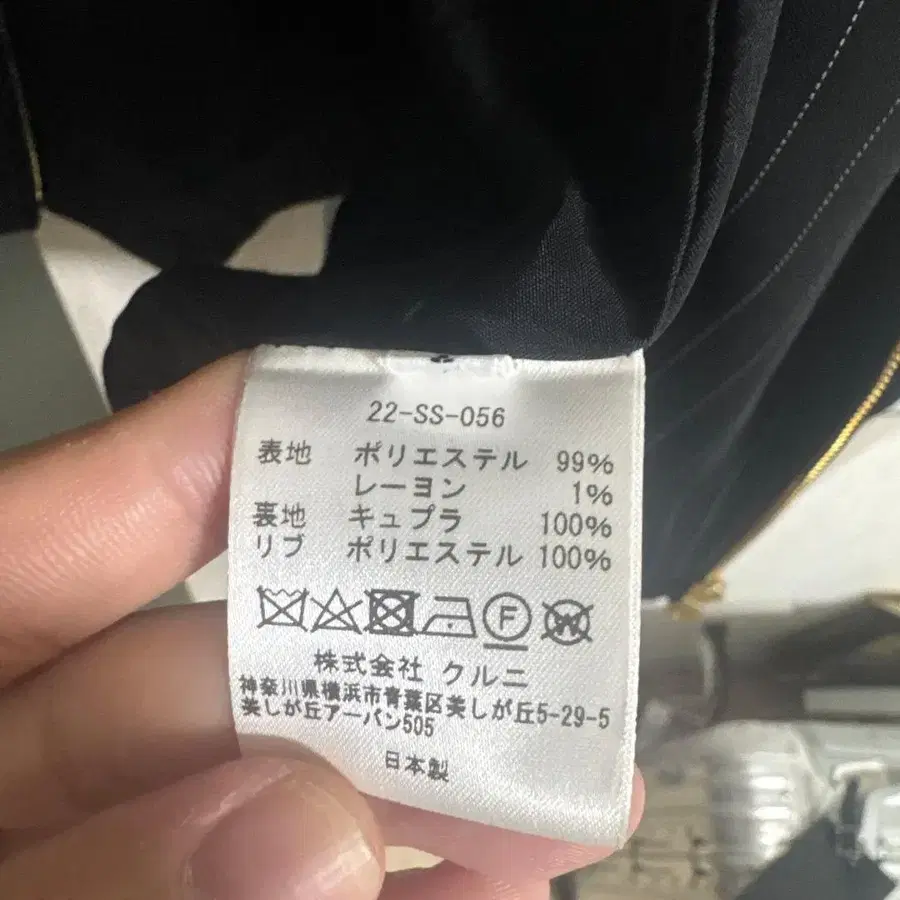 22-SS-056
表地 ポリエステル 99%
レーヨン 1%
裏地 キュプラ 100%
リブ ポリエステル 100%
F W
株式会社 クルニ
神奈川県横浜市青葉区美しが丘5-29-5
美しが丘アーバン505
日本製